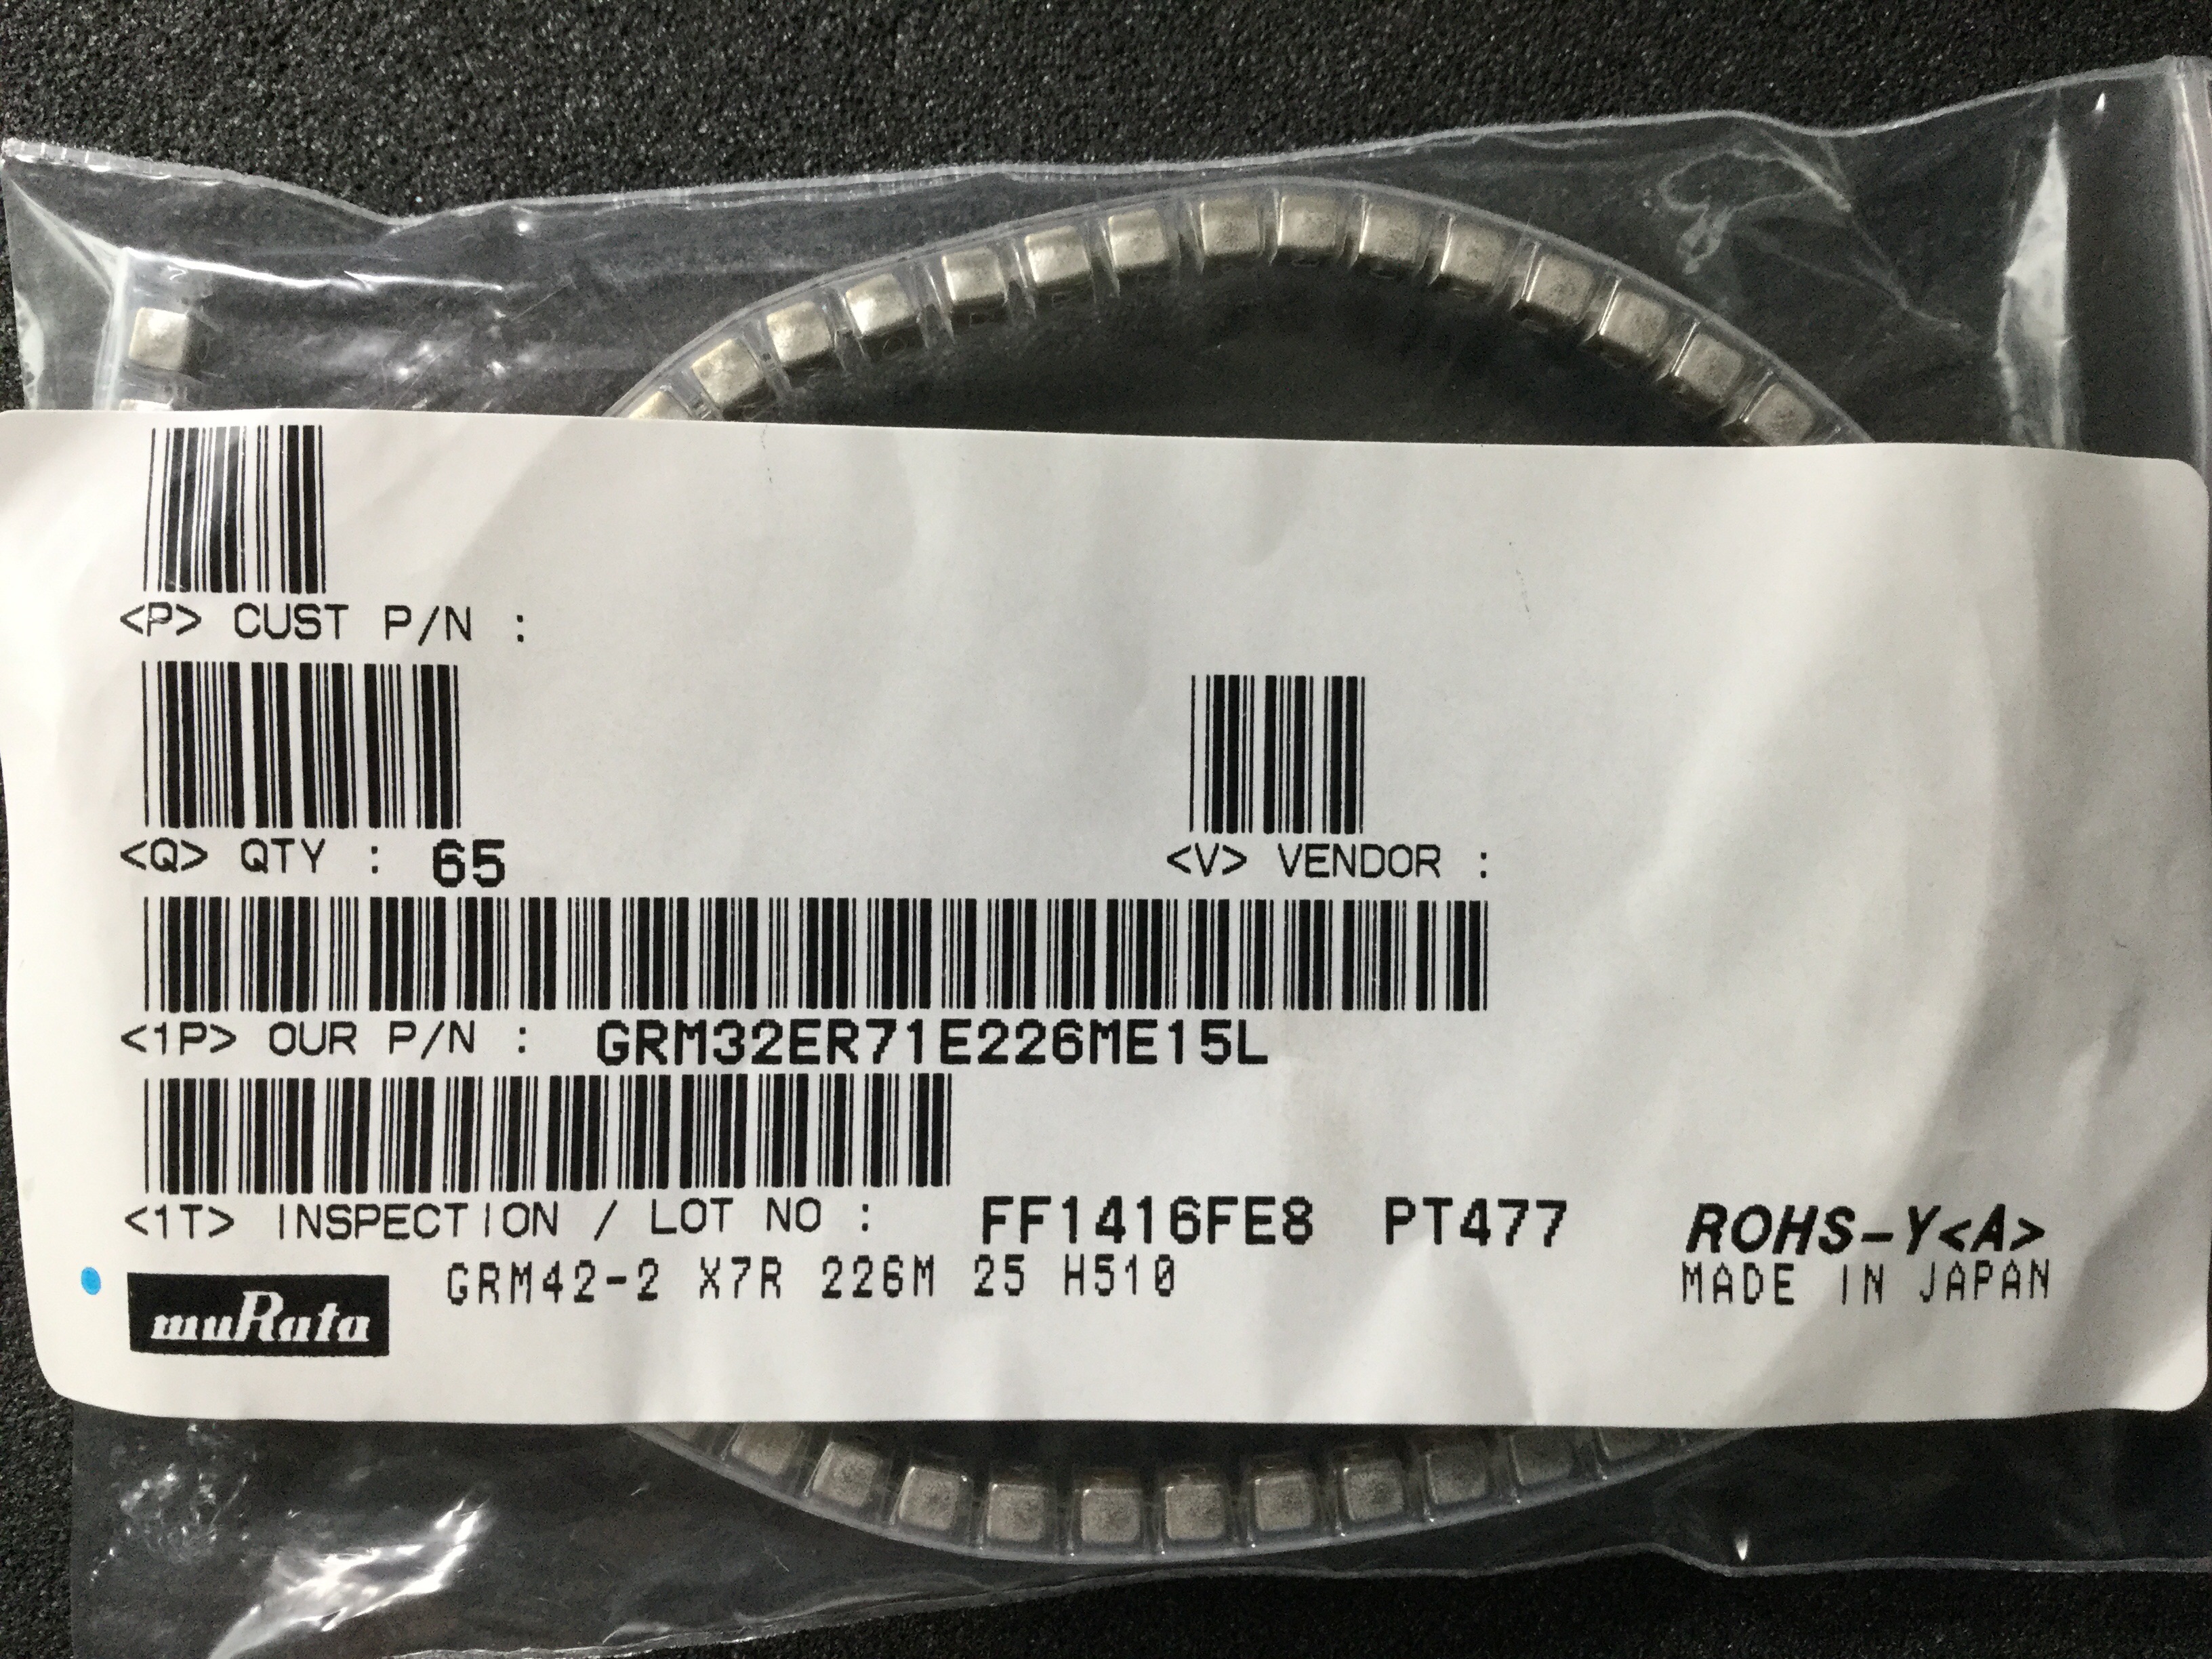 <P> CUST P/N :
<Q> QTY : 65
<V> VENDOR :
<1P> OUR P/N : GRM32ER71E226ME15L
<1T> INSPECTION / LOT NO : FF1416FE8 PT477 ROHS-Y<A>
GRM42-2 X7R 226M 25 H510 MADE IN JAPAN
muRata